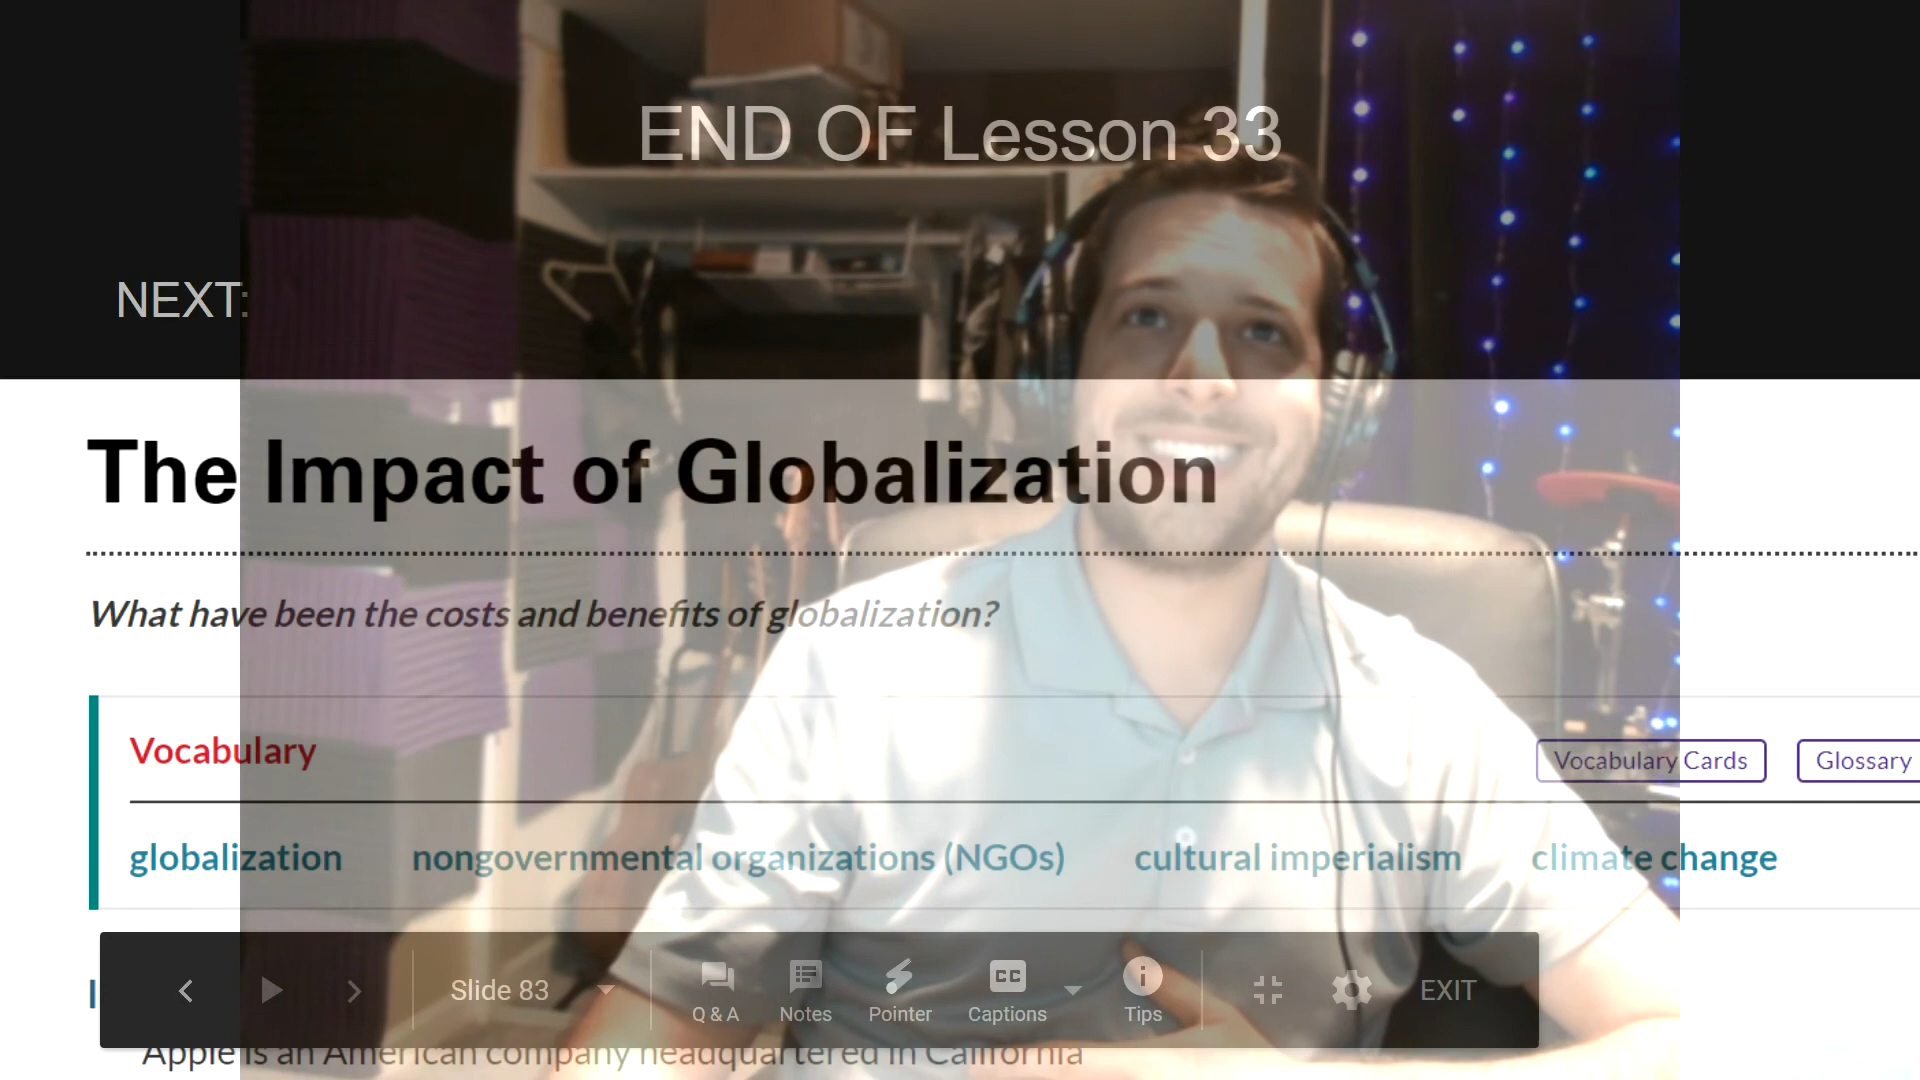 END OF Lesson 33
NEXT:
The Impact of Globalization
What have been the costs and benefits of globalization?
Vocabulary
Vocabulary Cards
Glossary
globalization nongovernmental organizations (NGOs) cultural imperialism climate change
Slide 83
Q & A
Notes
Pointer
CC
Captions
Tips
EXIT
Apple is an American company headquartered in California